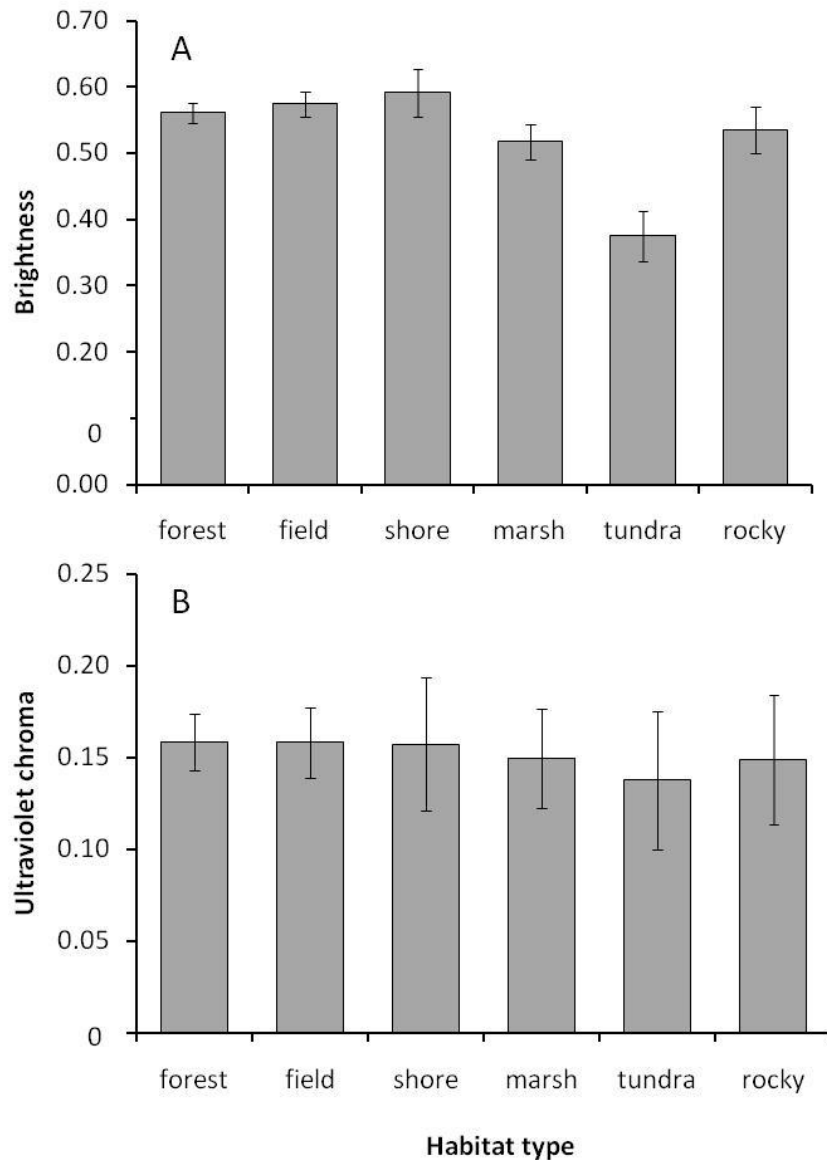 A
Brightness
0.70
0.60
0.50
0.40
0.30
0.20
0
0.00
forest field shore marsh tundra rocky
B
Ultraviolet chroma
0.25
0.20
0.15
0.10
0.05
0
forest field shore marsh tundra rocky
Habitat type